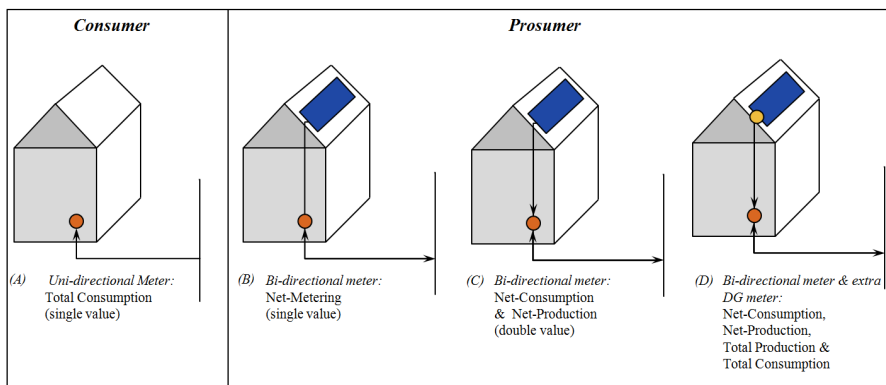 Consumer
Prosumer
(A) Uni-directional Meter:
Total Consumption
(single value)
(B) Bi-directional meter:
Net-Metering
(single value)
(C) Bi-directional meter:
Net-Consumption
& Net-Production
(double value)
(D) Bi-directional meter & extra
DG meter:
Net-Consumption,
Net-Production,
Total Production &
Total Consumption